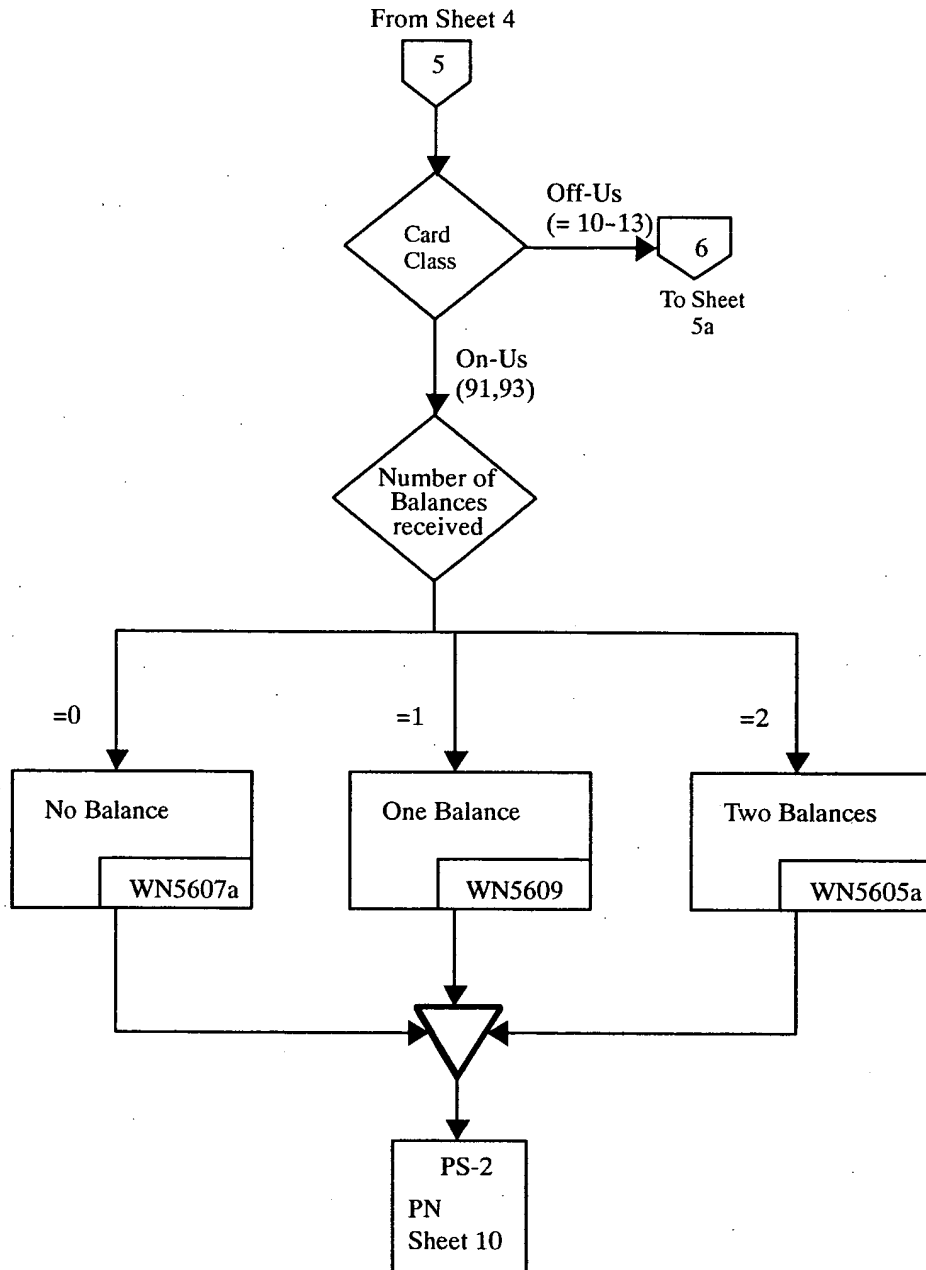 From Sheet 4
5
Card
Class
Off-Us
(= 10-13)
6
To Sheet
5a
On-Us
(91,93)
Number of
Balances
received
=0
=1
=2
No Balance
WN5607a
One Balance
WN5609
Two Balances
WN5605a
PS-2
PN
Sheet 10